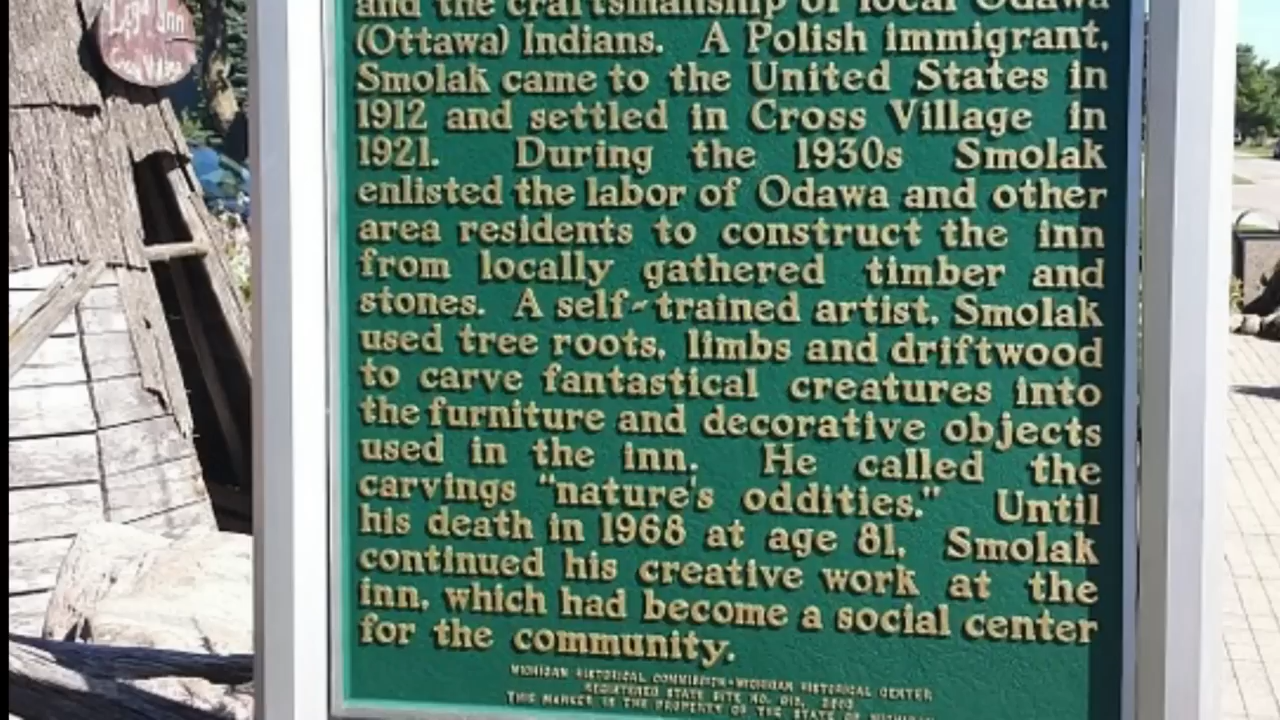 Legs Inn
Cross Village
and the craftsmanship of local Odawa
(Ottawa) Indians. A Polish immigrant,
Smolak came to the United States in
1912 and settled in Cross Village in
1921. During the 1930s Smolak
enlisted the labor of Odawa and other
area residents to construct the inn
from locally gathered timber and
stones. A self-trained artist, Smolak
used tree roots, limbs and driftwood
to carve fantastical creatures into
the furniture and decorative objects
used in the inn. He called the
carvings "nature's oddities." Until
his death in 1968 at age 81, Smolak
continued his creative work at the
inn, which had become a social center
for the community.
MICHIGAN HISTORICAL COMMISSION-MICHIGAN HISTORICAL CENTER
REGISTERED STATE SITE NO.
THIS MARKER IS THE PROPERTY OF THE STATE OF MICHIGAN